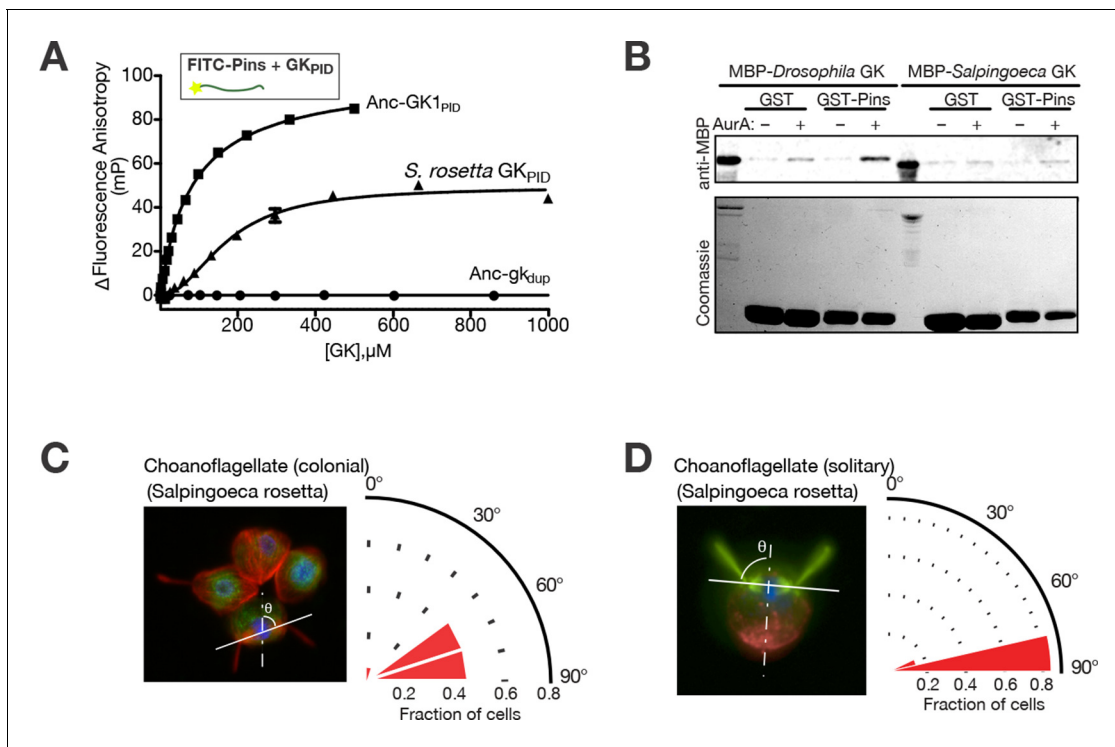 A
FITC-Pins + GKPID
Δ Fluorescence Anisotropy
(mP)
100
80
60
40
20
0
Anc-GK1PID
S. rosetta GKPID
Anc-gkdup
200
400
600
800
1000
[GK],μM
B
MBP-Drosophila GK
MBP-Salpingoeca GK
GST
GST-Pins
GST
GST-Pins
AurA: – + – + – + – +
anti-MBP
Coomassie
C
Choanoflagellate (colonial)
(Salpingoeca rosetta)
θ
0°
30°
60°
90°
0.2 0.4 0.6 0.8
Fraction of cells
D
Choanoflagellate (solitary)
(Salpingoeca rosetta)
θ
0°
30°
60°
90°
0.2 0.4 0.6 0.8
Fraction of cells